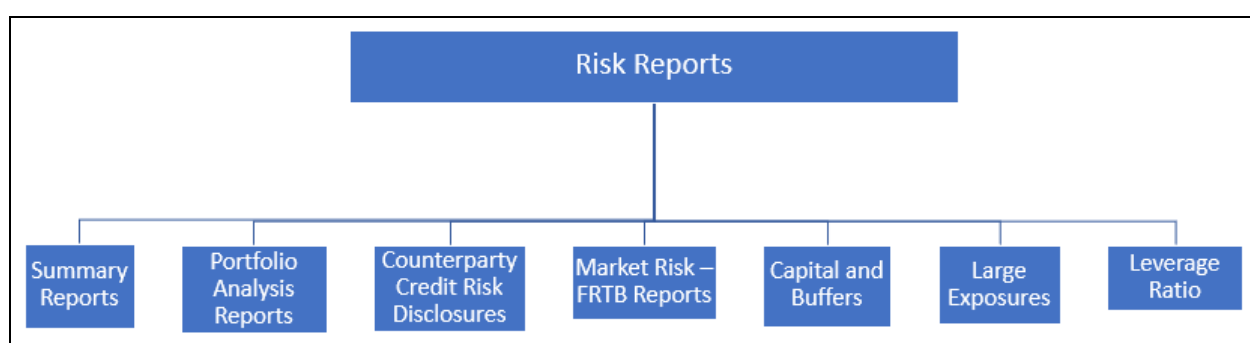 Risk Reports
Summary
Reports
Portfolio
Analysis
Reports
Counterparty
Credit Risk
Disclosures
Market Risk –
FRTB Reports
Capital and
Buffers
Large
Exposures
Leverage
Ratio